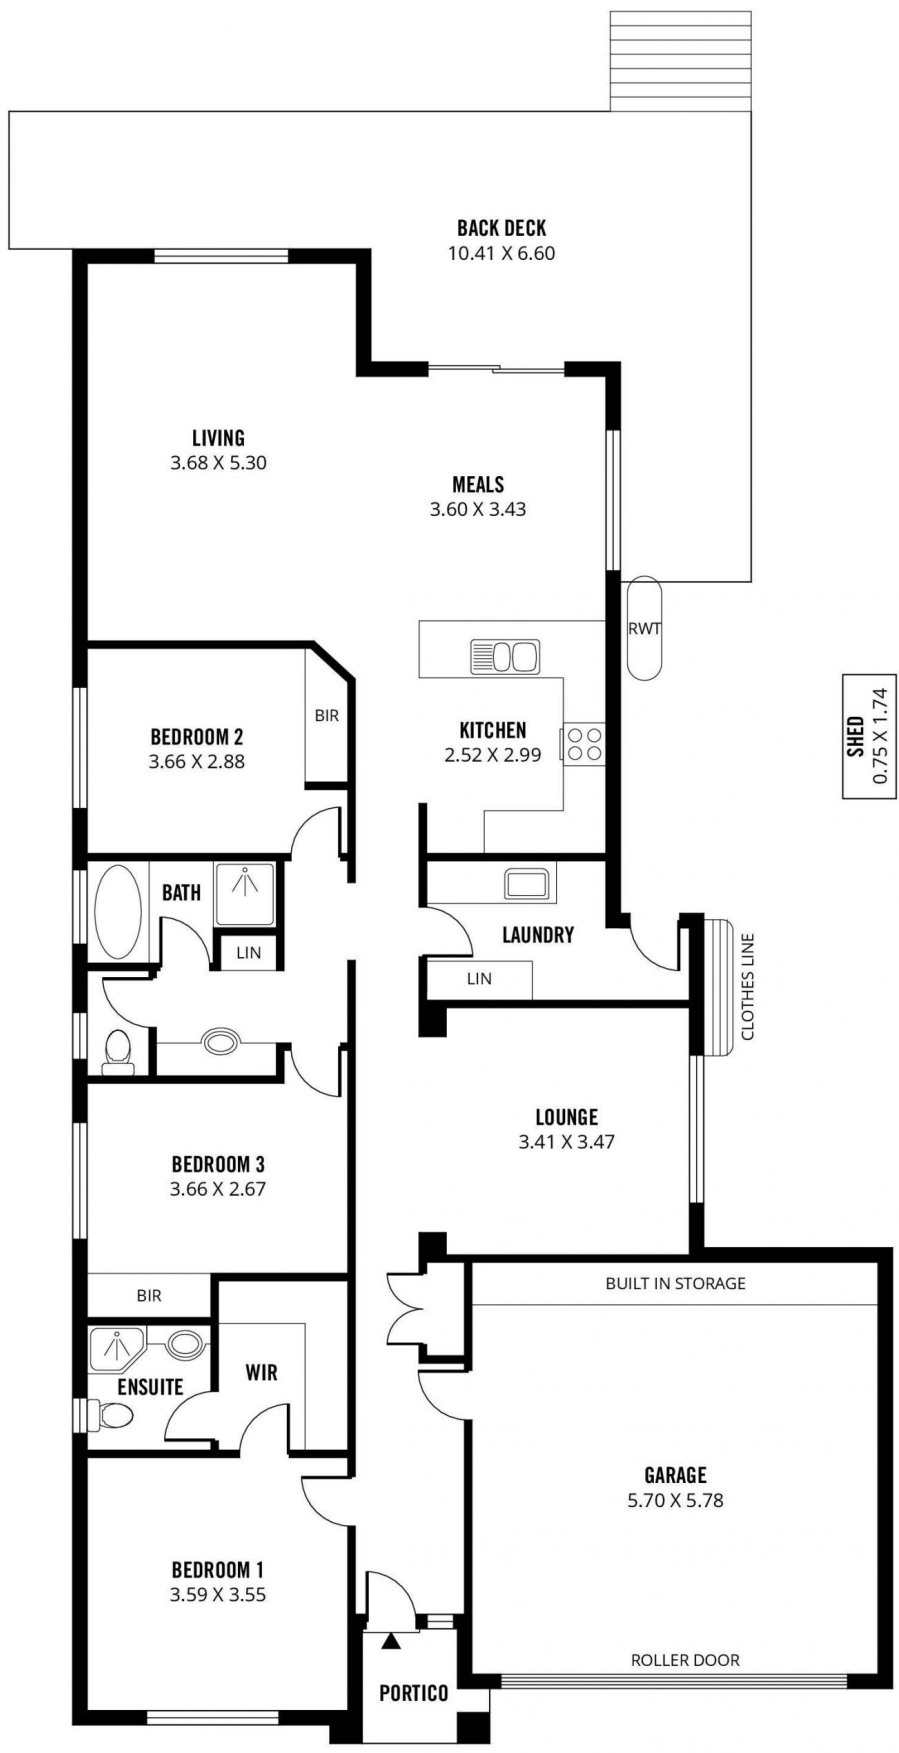 BACK DECK
10.41 X 6.60
LIVING
3.68 X 5.30
MEALS
3.60 X 3.43
RWT
BIR
BEDROOM 2
3.66 X 2.88
KITCHEN
2.52 X 2.99
SHED
0.75 X 1.74
BATH
LIN
LAUNDRY
LIN
CLOTHES LINE
LOUNGE
3.41 X 3.47
BEDROOM 3
3.66 X 2.67
BIR
BUILT IN STORAGE
WIR
ENSUITE
GARAGE
5.70 X 5.78
BEDROOM 1
3.59 X 3.55
ROLLER DOOR
PORTICO